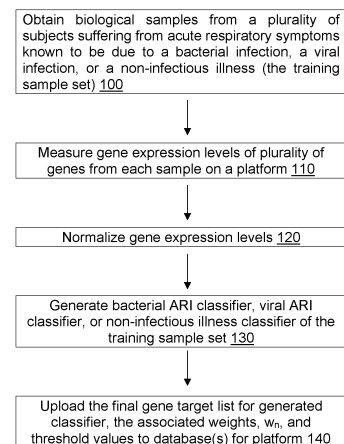 Obtain biological samples from a plurality of
subjects suffering from acute respiratory symptoms
known to be due to a bacterial infection, a viral
infection, or a non-infectious illness (the training
sample set) 100
Measure gene expression levels of plurality of
genes from each sample on a platform 110
Normalize gene expression levels 120
Generate bacterial ARI classifier, viral ARI
classifier, or non-infectious illness classifier of the
training sample set 130
Upload the final gene target list for generated
classifier, the associated weights, wn, and
threshold values to database(s) for platform 140